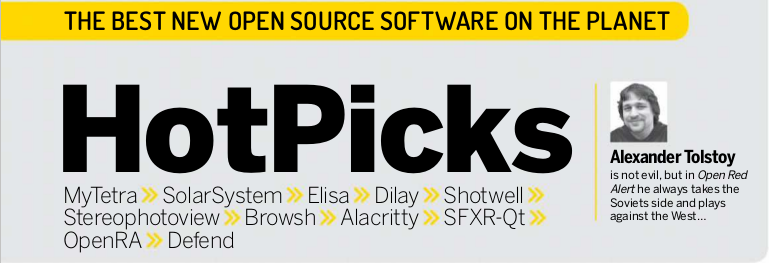 THE BEST NEW OPEN SOURCE SOFTWARE ON THE PLANET
HotPicks
MyTetra » SolarSystem » Elisa » Dilay » Shotwell »
Stereophotoview » Browsh » Alacritty » SFXR-Qt »
OpenRA » Defend
Alexander Tolstoy
is not evil, but in Open Red
Alert he always takes the
Soviets side and plays
against the West...